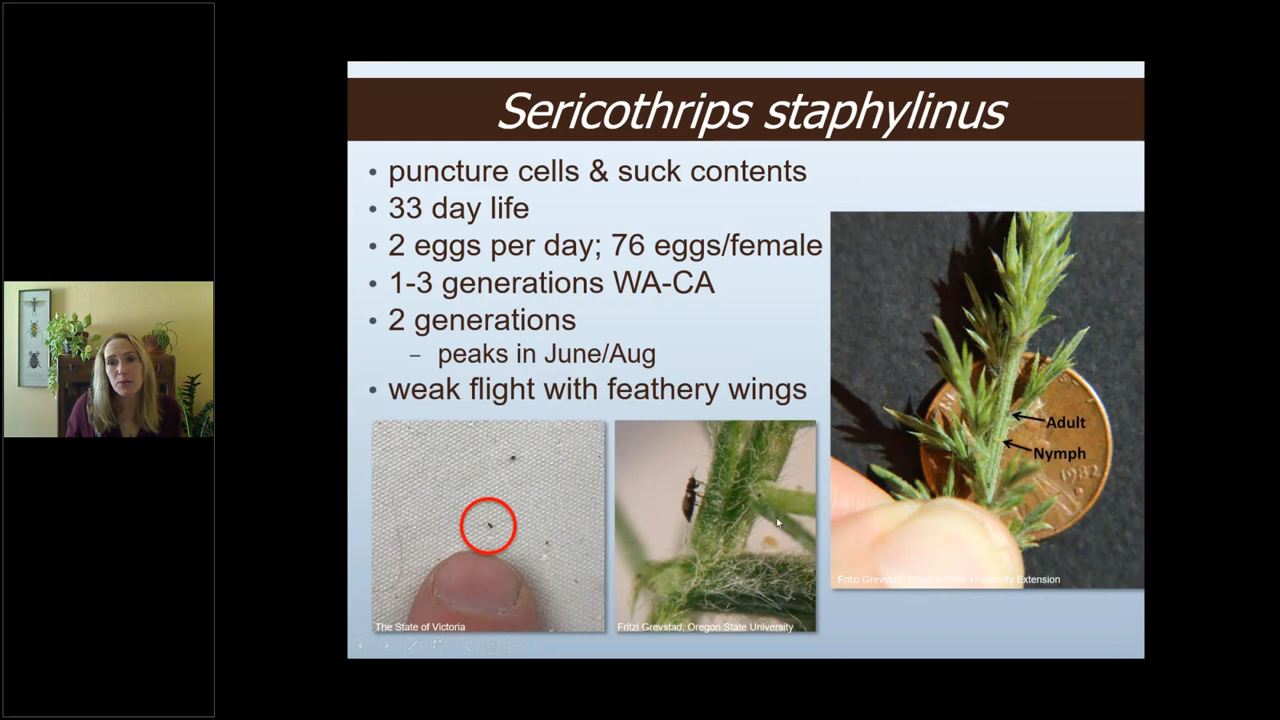 Sericothrips staphylinus
• puncture cells & suck contents
• 33 day life
• 2 eggs per day; 76 eggs/female
• 1-3 generations WA-CA
• 2 generations
– peaks in June/Aug
• weak flight with feathery wings
Adult
Nymph
1982
D
Fritzi Grevstad, Oregon State University Extension
The State of Victoria
Fritzi Grevstad, Oregon State University